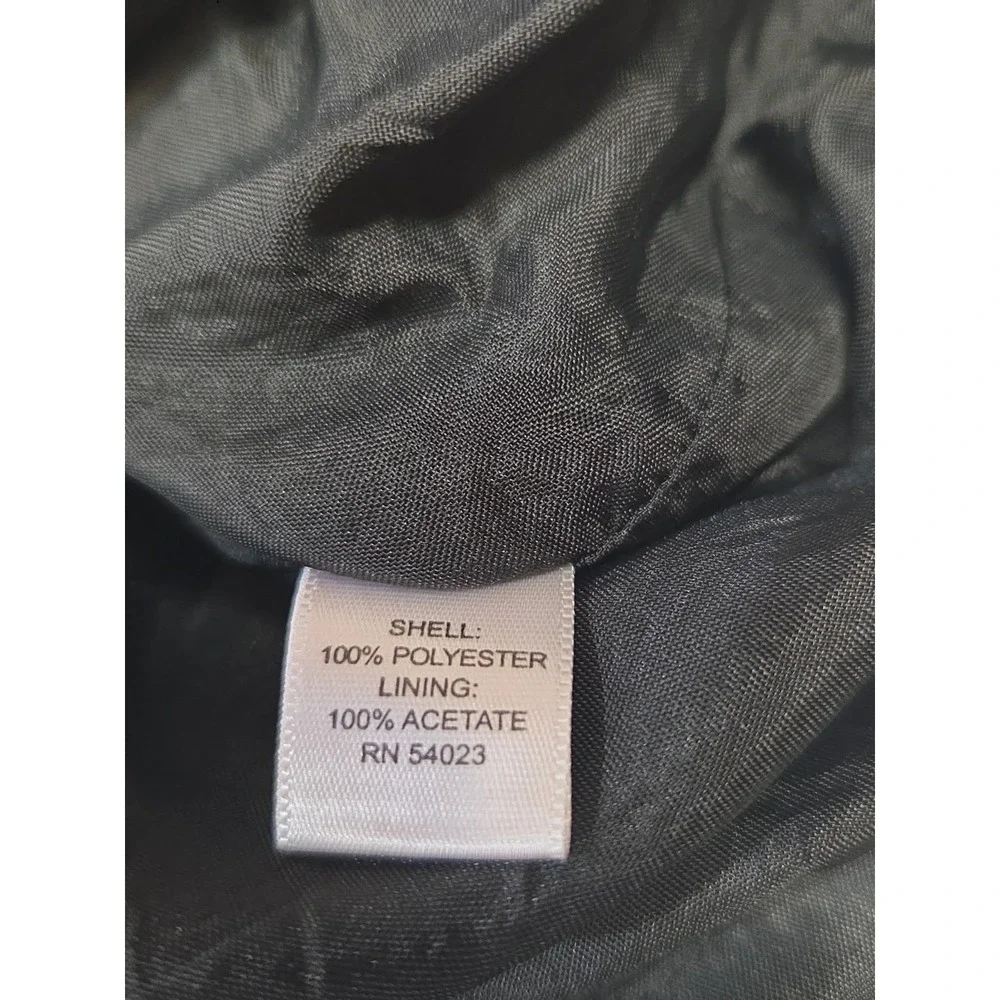 SHELL:
100% POLYESTER
LINING:
100% ACETATE
RN 54023